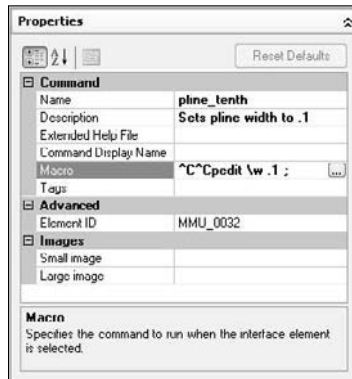 Properties
Reset Defaults
Command
Name pline_tenth
Description Sets pline width to .1
Extended Help File
Command Display Name
Macro ^C^Cpedit \w .1 ; ...
Tags
Advanced
Element ID MMU_0032
Images
Small image
Large image
Macro
Specifies the command to run when the interface element
is selected.